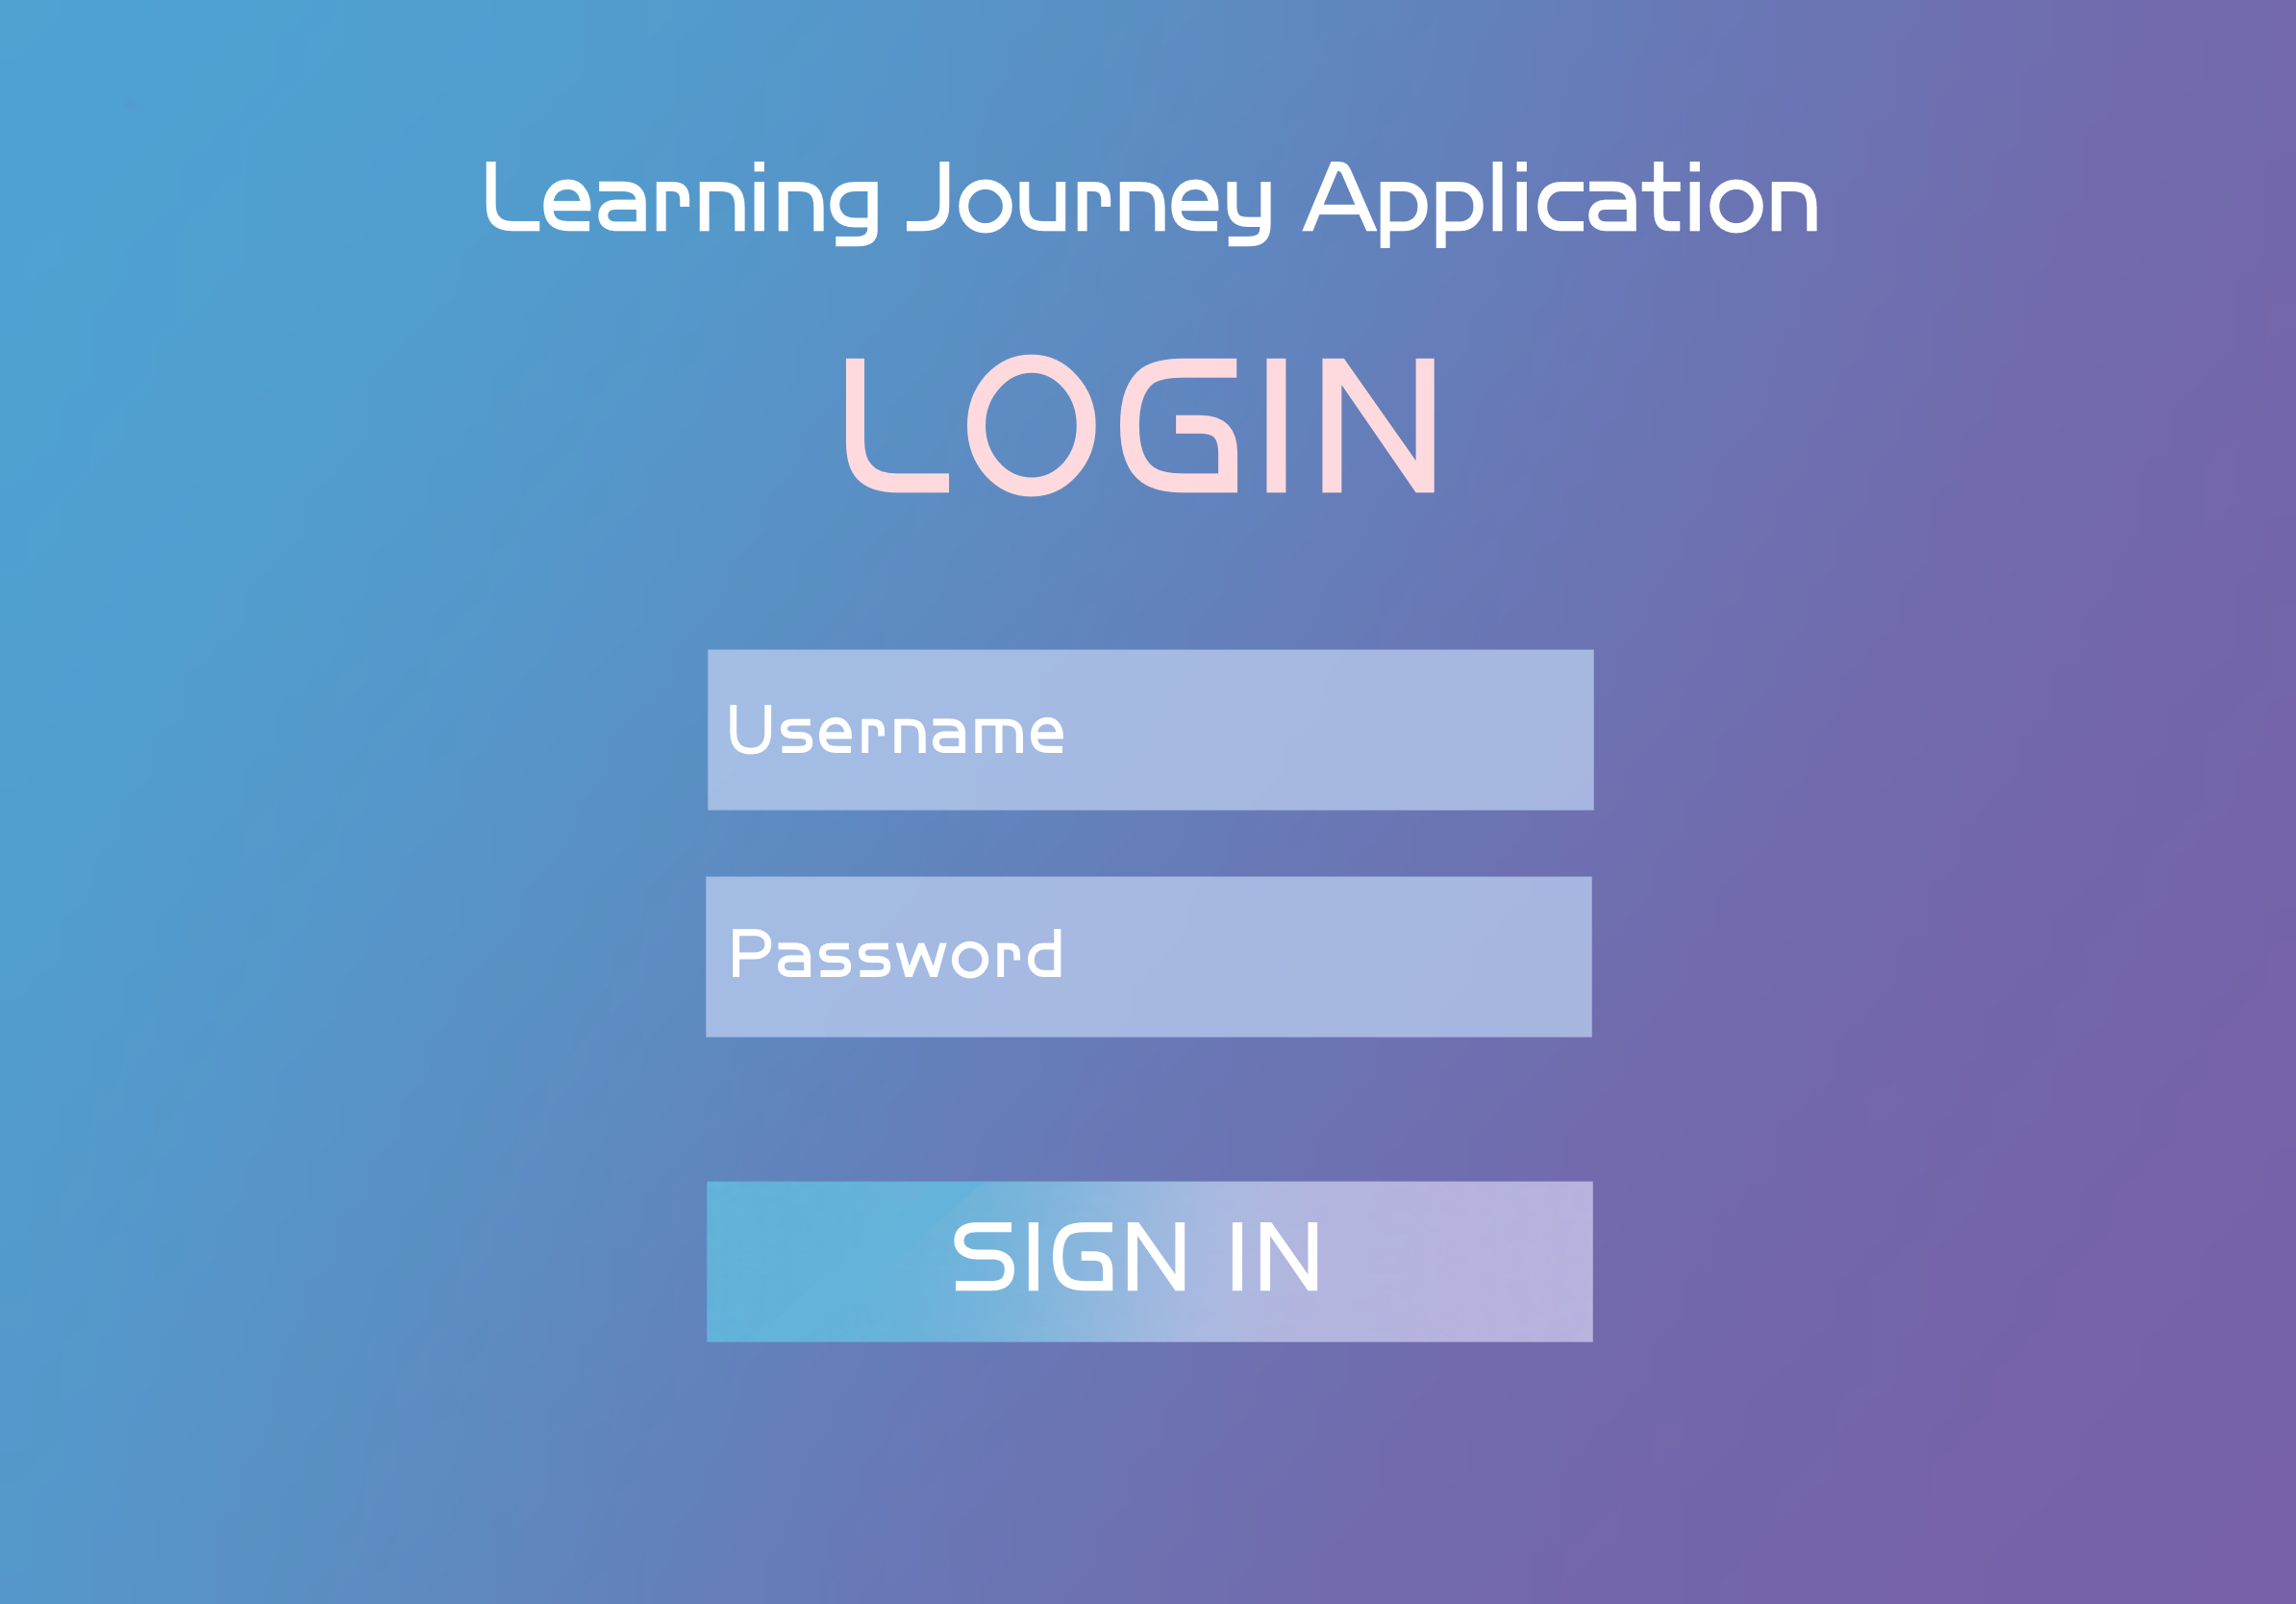 Learning Journey Application
LOGIN
Username
Password
SIGN IN